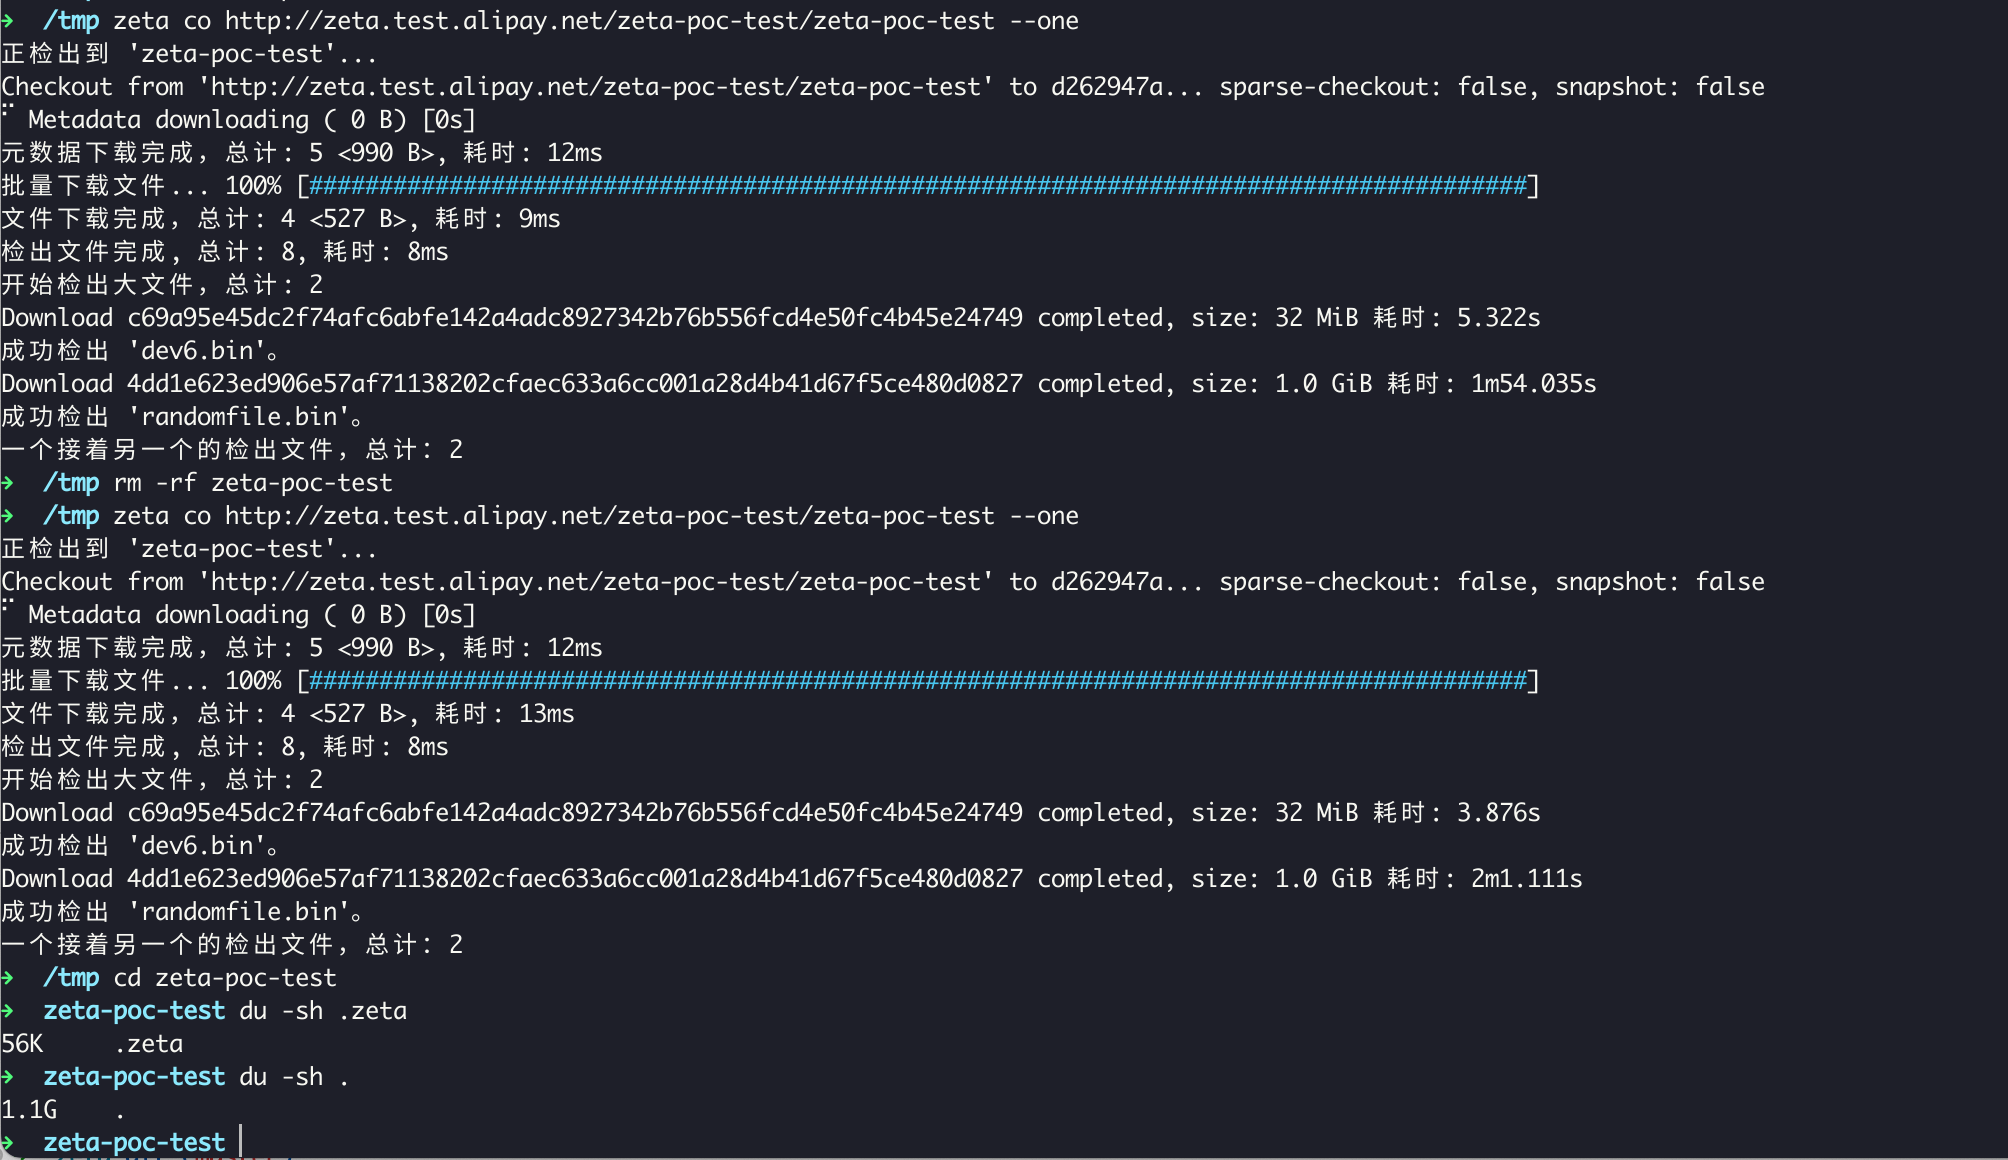 ➜  /tmp zeta co http://zeta.test.alipay.net/zeta-poc-test/zeta-poc-test --one
正检出到 'zeta-poc-test'...
Checkout from 'http://zeta.test.alipay.net/zeta-poc-test/zeta-poc-test' to d262947a... sparse-checkout: false, snapshot: false
⠋ Metadata downloading ( 0 B) [0s]
元数据下载完成，总计: 5 <990 B>, 耗时: 12ms
批量下载文件... 100% [#######################################################################################]
文件下载完成，总计: 4 <527 B>, 耗时: 9ms
检出文件完成, 总计: 8, 耗时: 8ms
开始检出大文件，总计: 2
Download c69a95e45dc2f74afc6abfe142a4adc8927342b76b556fcd4e50fc4b45e24749 completed, size: 32 MiB 耗时: 5.322s
成功检出 'dev6.bin'。
Download 4dd1e623ed906e57af71138202cfaec633a6cc001a28d4b41d67f5ce480d0827 completed, size: 1.0 GiB 耗时: 1m54.035s
成功检出 'randomfile.bin'。
一个接着另一个的检出文件，总计: 2
➜  /tmp rm -rf zeta-poc-test
➜  /tmp zeta co http://zeta.test.alipay.net/zeta-poc-test/zeta-poc-test --one
正检出到 'zeta-poc-test'...
Checkout from 'http://zeta.test.alipay.net/zeta-poc-test/zeta-poc-test' to d262947a... sparse-checkout: false, snapshot: false
⠋ Metadata downloading ( 0 B) [0s]
元数据下载完成，总计: 5 <990 B>, 耗时: 12ms
批量下载文件... 100% [#######################################################################################]
文件下载完成，总计: 4 <527 B>, 耗时: 13ms
检出文件完成, 总计: 8, 耗时: 8ms
开始检出大文件，总计: 2
Download c69a95e45dc2f74afc6abfe142a4adc8927342b76b556fcd4e50fc4b45e24749 completed, size: 32 MiB 耗时: 3.876s
成功检出 'dev6.bin'。
Download 4dd1e623ed906e57af71138202cfaec633a6cc001a28d4b41d67f5ce480d0827 completed, size: 1.0 GiB 耗时: 2m1.111s
成功检出 'randomfile.bin'。
一个接着另一个的检出文件，总计: 2
➜  /tmp cd zeta-poc-test
➜  zeta-poc-test du -sh .zeta
56K     .zeta
➜  zeta-poc-test du -sh .
1.1G    .
➜  zeta-poc-test